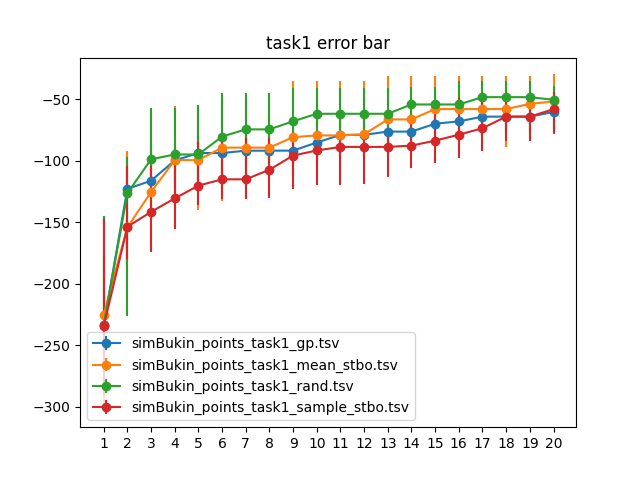 task1 error bar
−50
−100
−150
−200
−250
−300
simBukin_points_task1_gp.tsv
simBukin_points_task1_mean_stbo.tsv
simBukin_points_task1_rand.tsv
simBukin_points_task1_sample_stbo.tsv
1 2 3 4 5 6 7 8 9 10 11 12 13 14 15 16 17 18 19 20